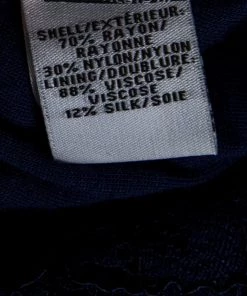 SHELL/EXTÉRIEUR:
70% RAYON/
RAYONNE
30% NYLON/NYLON
LINING/DOUBLURE:
88% VISCOSE/
VISCOSE
12% SILK/SOIE